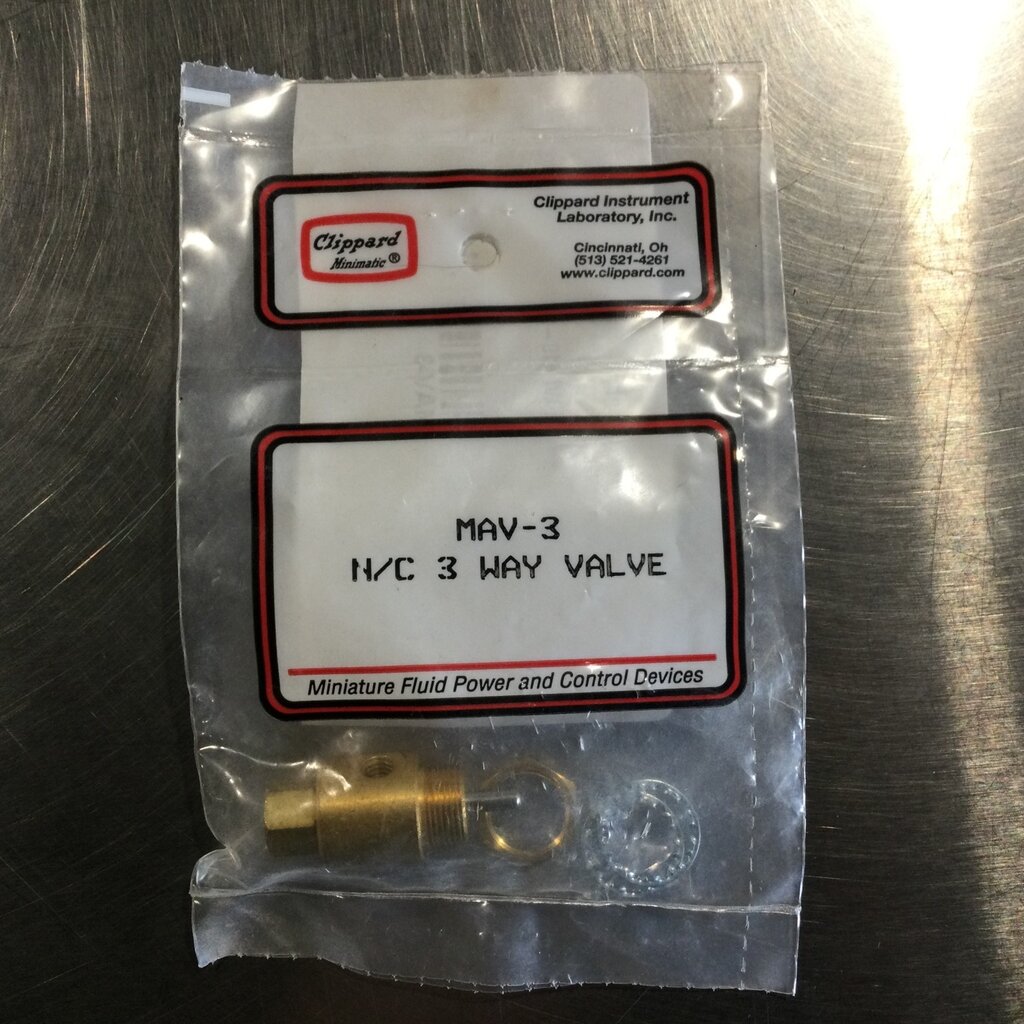 Clippard
Minimatic®
Clippard Instrument
Laboratory, Inc.
Cincinnati, Oh
(513) 521-4261
www.clippard.com
MAV-3
N/C 3 WAY VALVE
Miniature Fluid Power and Control Devices